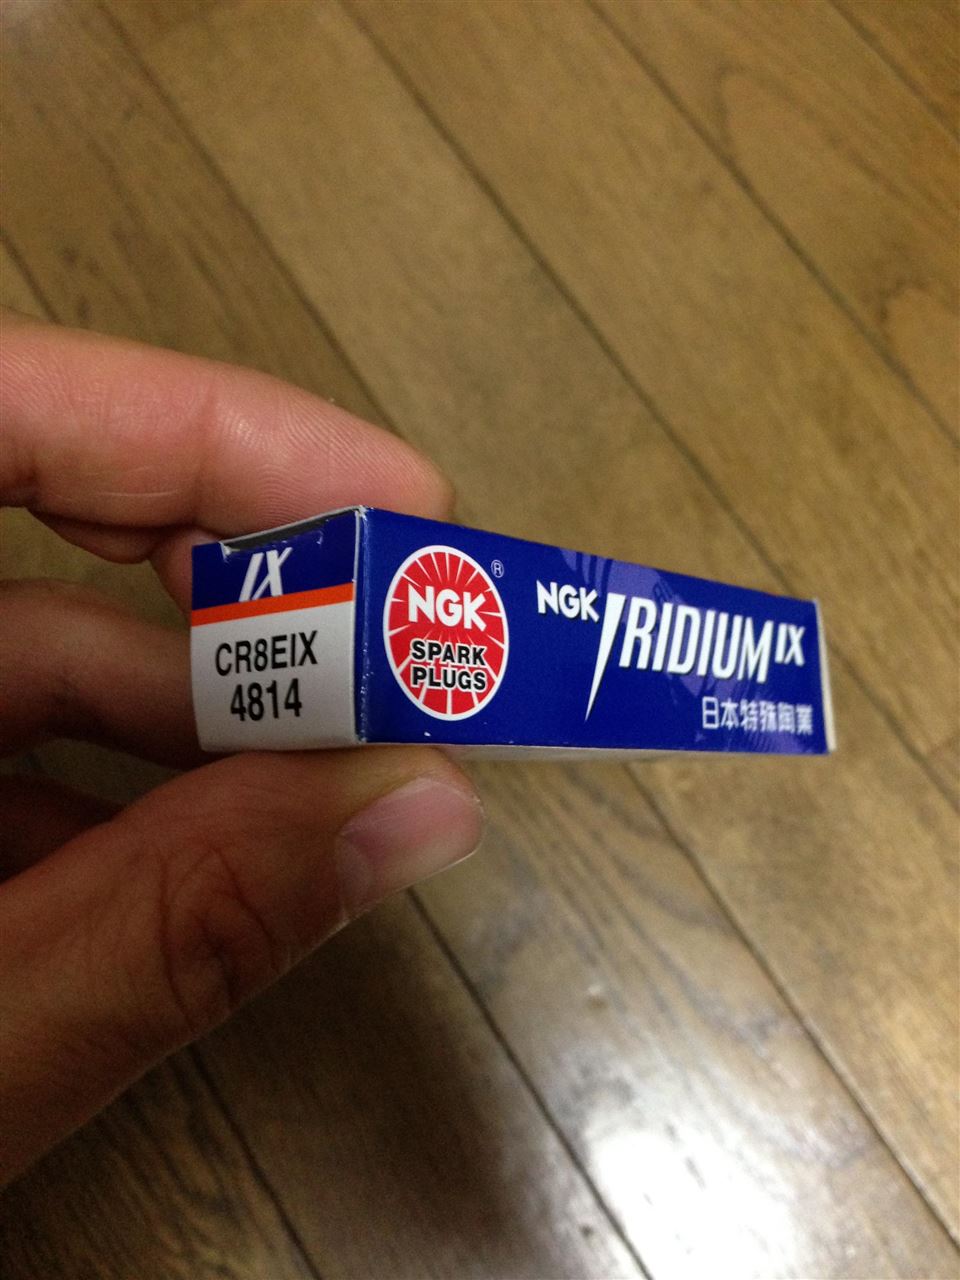 IX
CR8EIX
4814
NGK
SPARK
PLUGS
®
NGK IRIDIUM IX
日本特殊陶業